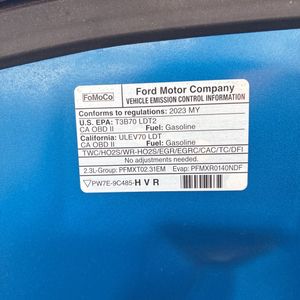 FoMoCo
Ford Motor Company
VEHICLE EMISSION CONTROL INFORMATION
Conforms to regulations: 2023 MY
U.S. EPA: T3B70 LDT2
CA OBD II Fuel: Gasoline
California: ULEV70 LDT
CA OBD II Fuel: Gasoline
TWC/HO2S/WR-HO2S/EGR/EGRC/CAC/TC/DFI
No adjustments needed.
2.3L-Group: PFMXT02.31EM Evap: PFMXR0140NDF
PW7E-9C485-HVR